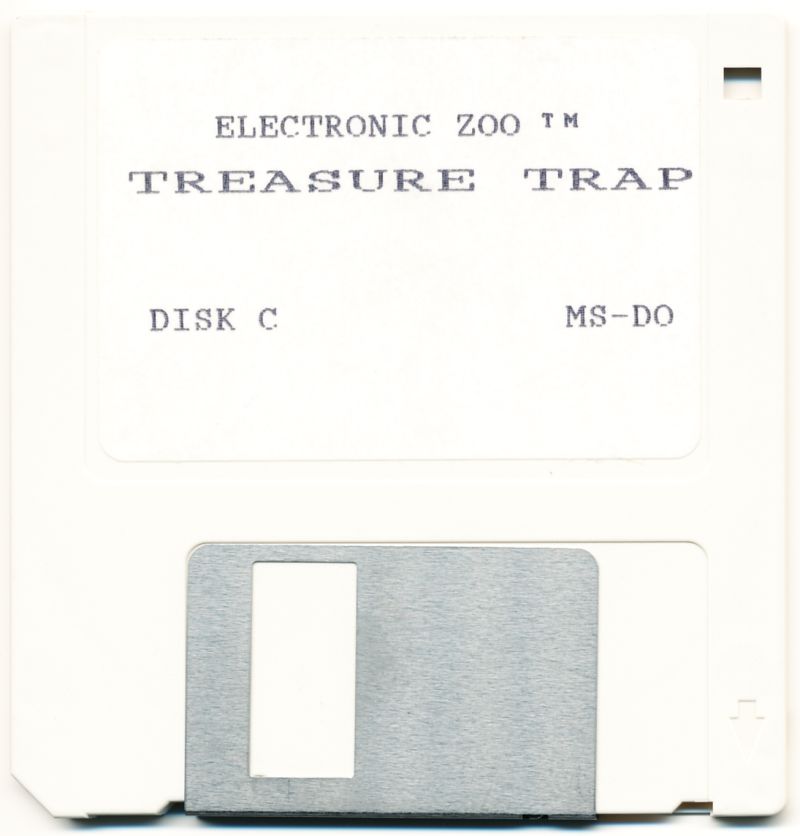 ELECTRONIC ZOO ™
TREASURE TRAP
DISK C MS-DO